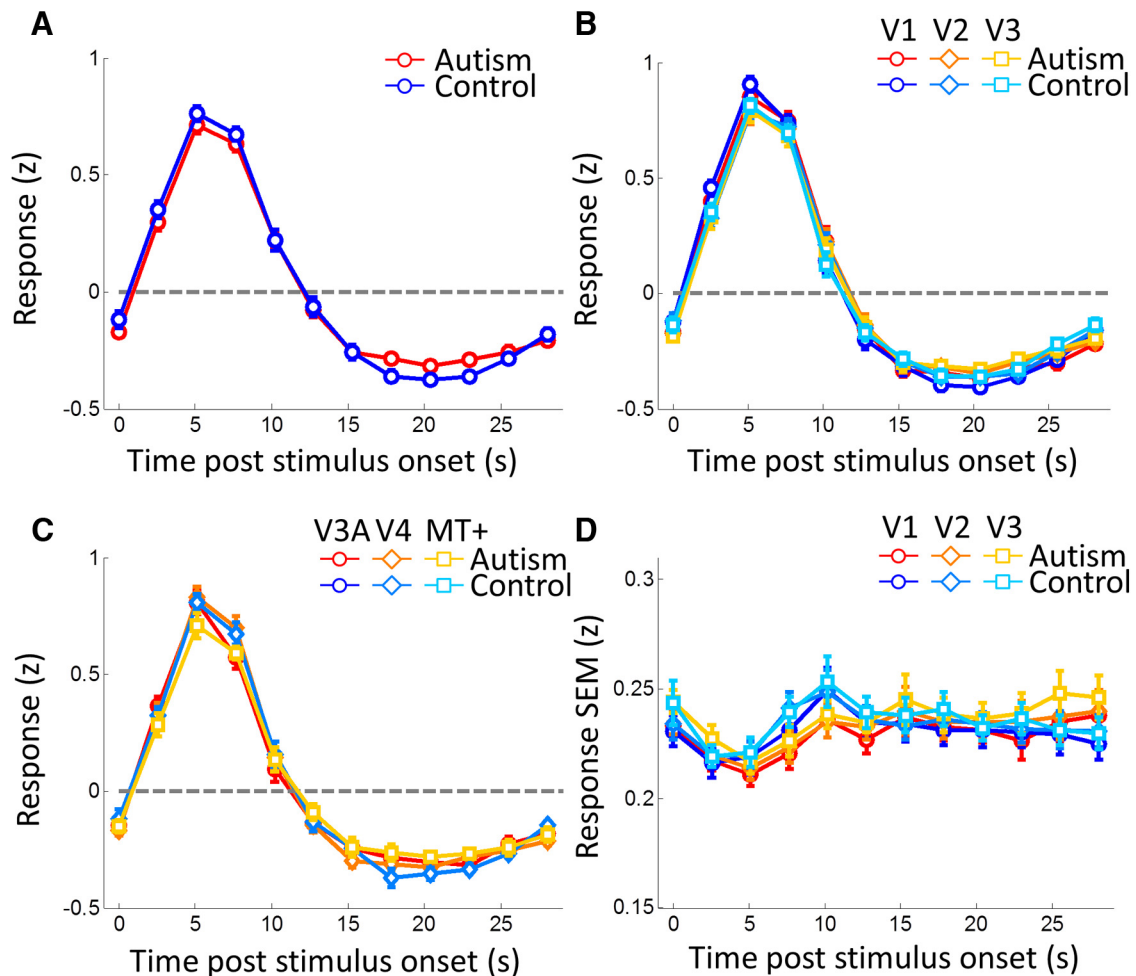 A
Autism
Control
1
0.5
0
-0.5
Response (z)
0 5 10 15 20 25
Time post stimulus onset (s)
B
V1 V2 V3
Autism
Control
1
0.5
0
-0.5
Response (z)
0 5 10 15 20 25
Time post stimulus onset (s)
C
V3A V4 MT+
Autism
Control
1
0.5
0
-0.5
Response (z)
0 5 10 15 20 25
Time post stimulus onset (s)
D
V1 V2 V3
Autism
Control
0.3
0.25
0.2
0.15
Response SEM (z)
0 5 10 15 20 25
Time post stimulus onset (s)